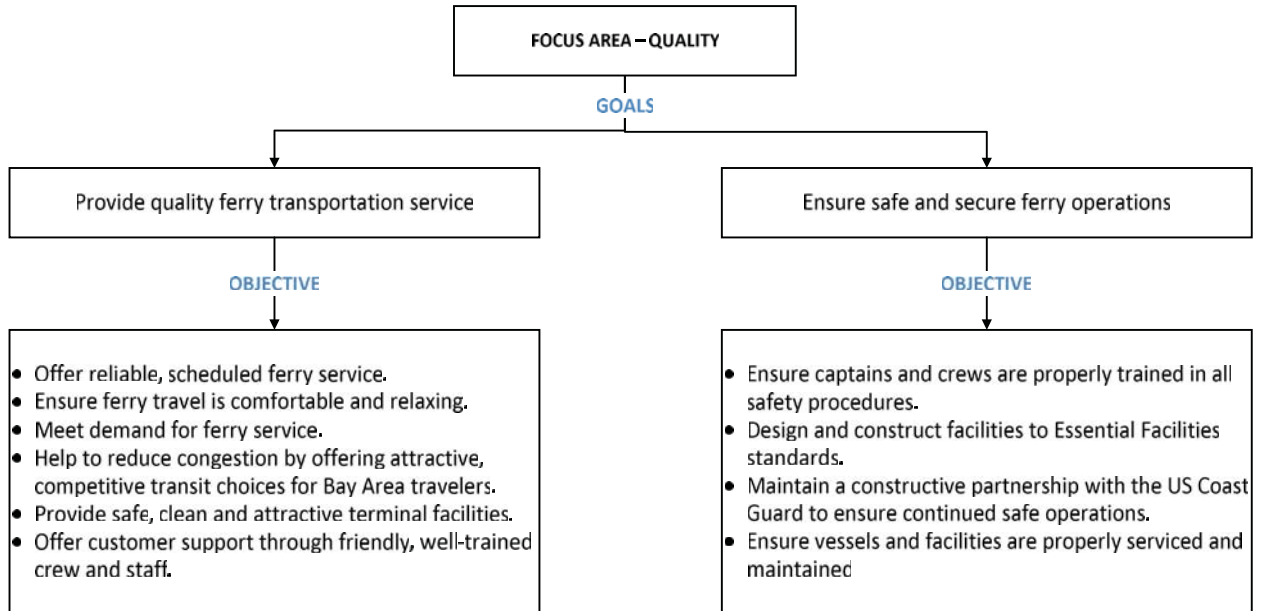 FOCUS AREA – QUALITY
GOALS
Provide quality ferry transportation service
OBJECTIVE
• Offer reliable, scheduled ferry service.
• Ensure ferry travel is comfortable and relaxing.
• Meet demand for ferry service.
• Help to reduce congestion by offering attractive,
competitive transit choices for Bay Area travelers.
• Provide safe, clean and attractive terminal facilities.
• Offer customer support through friendly, well-trained
crew and staff.
Ensure safe and secure ferry operations
OBJECTIVE
• Ensure captains and crews are properly trained in all
safety procedures.
• Design and construct facilities to Essential Facilities
standards.
• Maintain a constructive partnership with the US Coast
Guard to ensure continued safe operations.
• Ensure vessels and facilities are properly serviced and
maintained